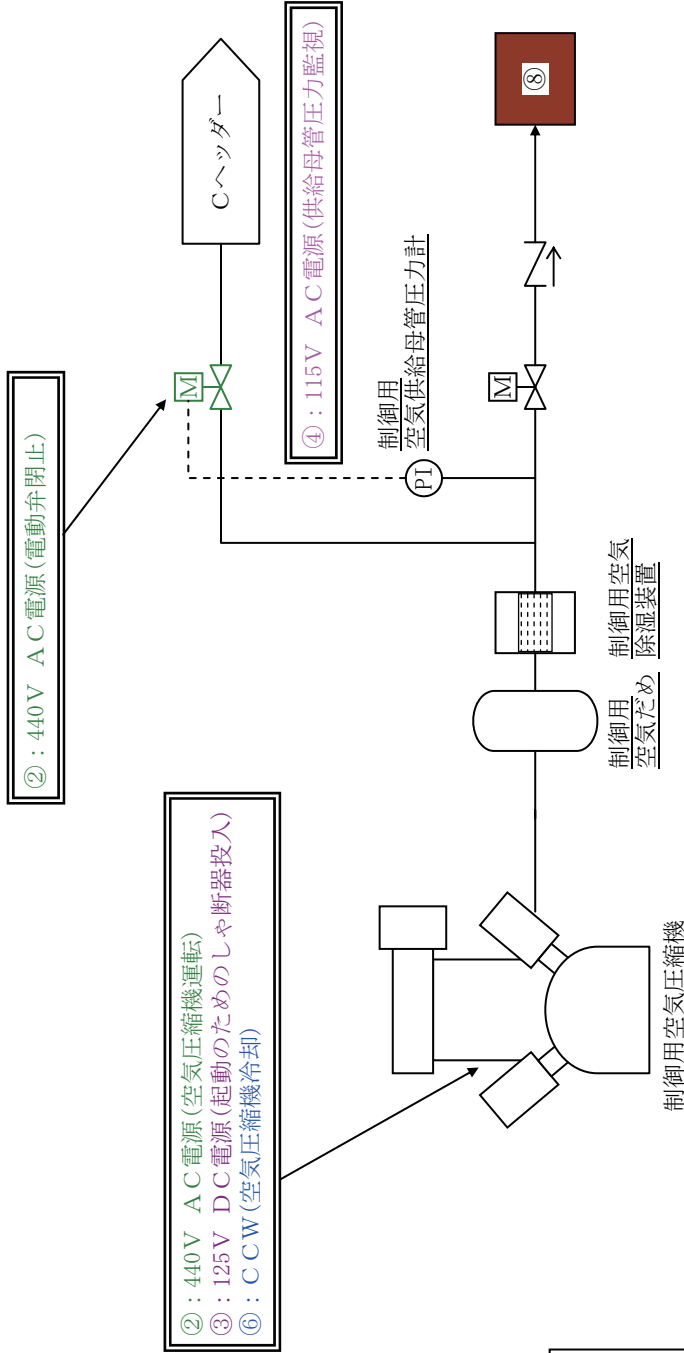 ②：440V AC電源(空気圧縮機運転)
③：125V DC電源(起動のためのしゃ断器投入)
⑥：CCW(空気圧縮機冷却)
②：440V AC電源(電動弁閉止)
④：115V AC電源(供給母管圧力監視)
Cヘッダー
M
制御用
空気供給母管圧力計
PI
M
⑧
制御用空気圧縮機
制御用
空気だめ
制御用空気
除湿装置